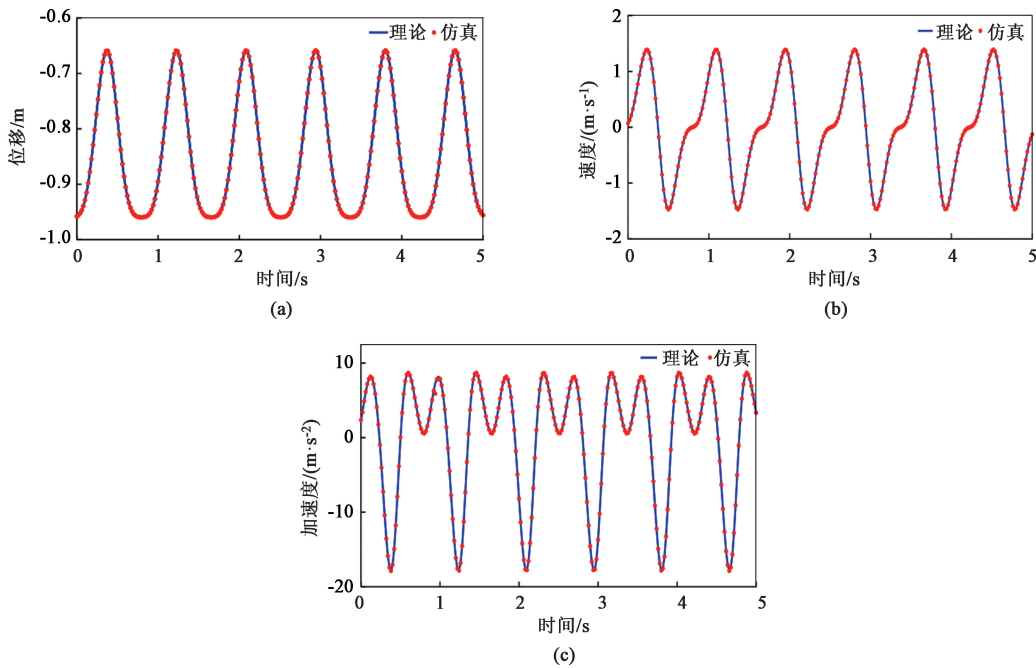 -0.6
理论 仿真
-0.7
-0.8
-0.9
-1.0
位移/m
0 1 2 3 4 5
时间/s
(a)
2
理论 仿真
1
0
-1
-2
速度/(m·s⁻¹)
0 1 2 3 4 5
时间/s
(b)
理论 仿真
10
0
-10
-20
加速度/(m·s⁻²)
0 1 2 3 4 5
时间/s
(c)